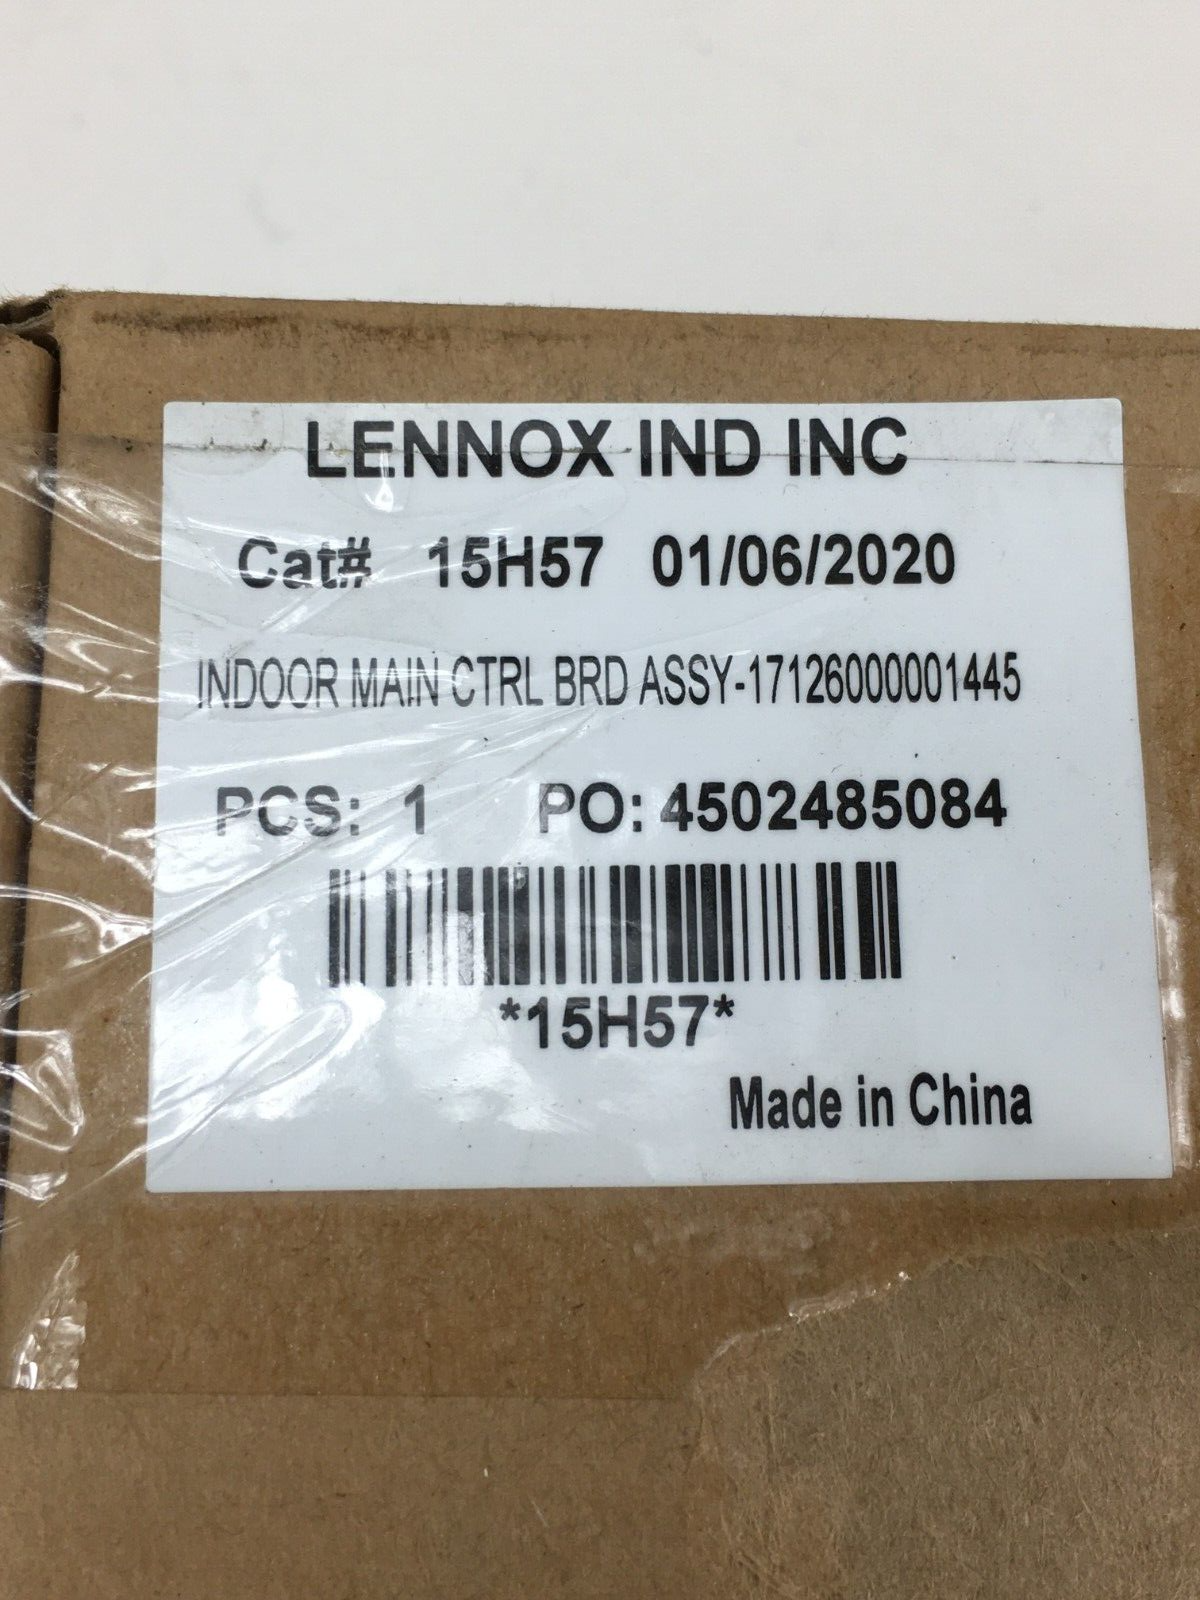 LENNOX IND INC
Cat# 15H57 01/06/2020
INDOOR MAIN CTRL BRD ASSY-17126000001445
PCS: 1 PO: 4502485084
*15H57*
Made in China